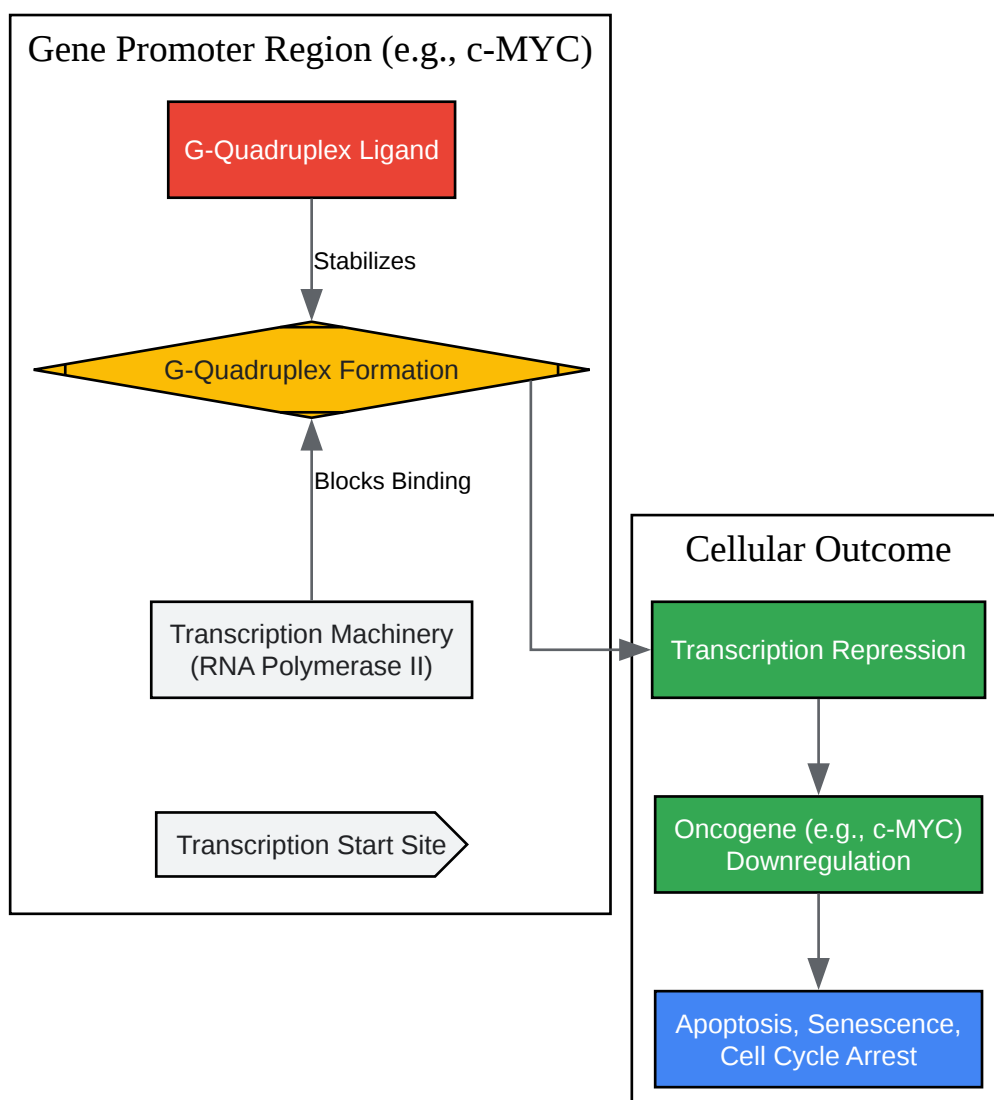 Gene Promoter Region (e.g., c-MYC)
G-Quadruplex Ligand
Stabilizes
G-Quadruplex Formation
Blocks Binding
Transcription Machinery
(RNA Polymerase II)
Transcription Start Site
Cellular Outcome
Transcription Repression
Oncogene (e.g., c-MYC)
Downregulation
Apoptosis, Senescence,
Cell Cycle Arrest